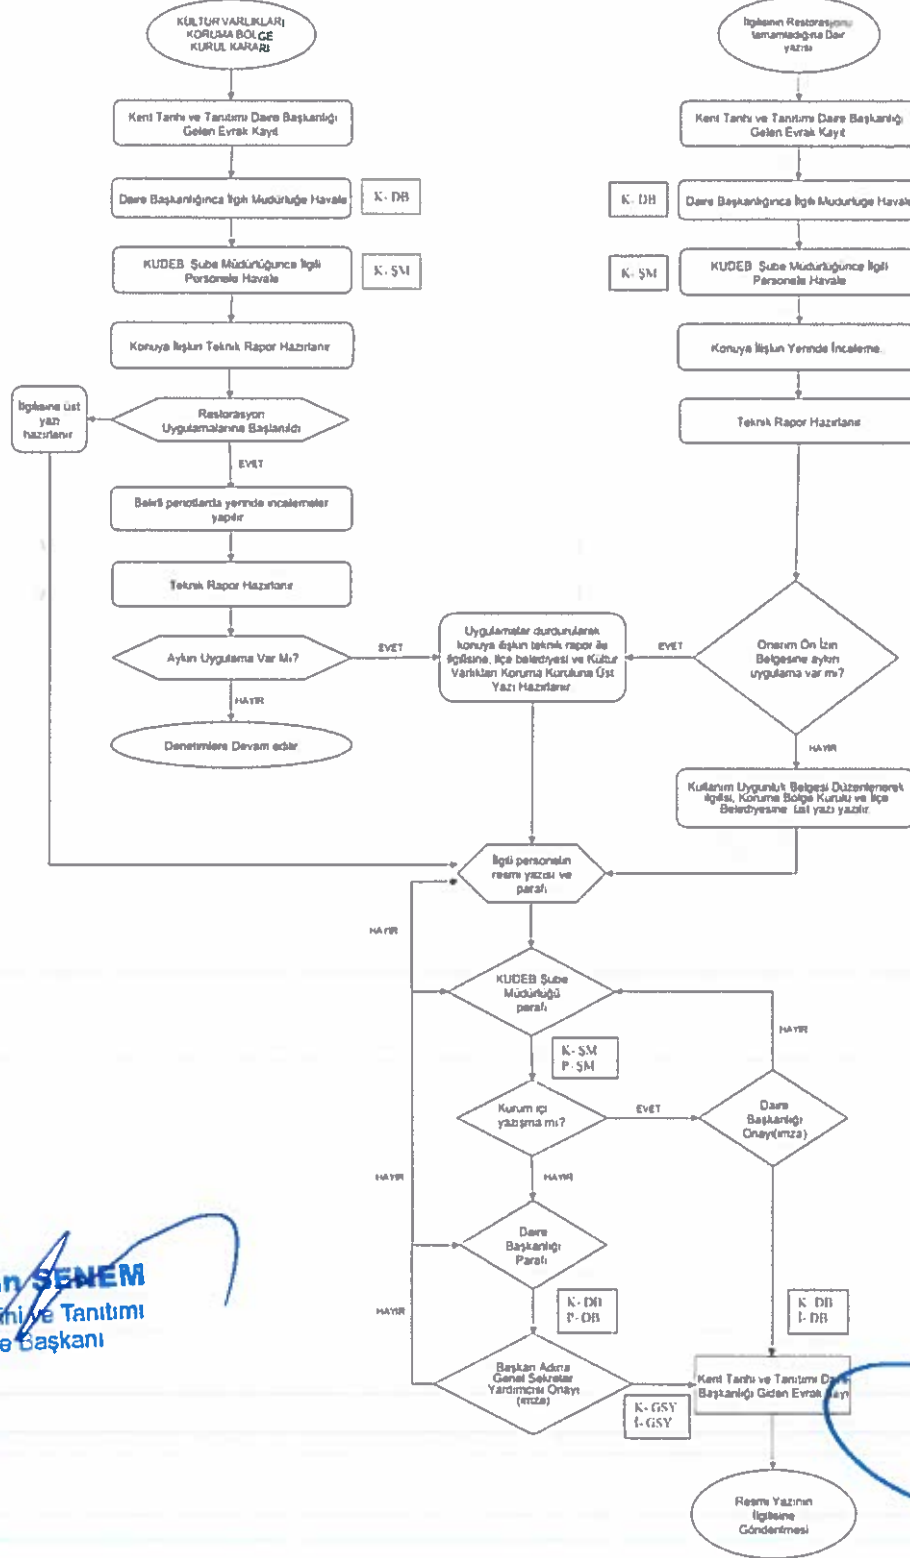 KÜLTÜR VARLIKLARI
KORUMA BÖLGE
KURUL KARARI
Kent Tarihi ve Tanıtımı Daire Başkanlığı
Gelen Evrak Kayıt
Daire Başkanlığınca İlgili Müdürlüğe Havale
K- DB
KUDEB Şube Müdürlüğünce İlgili
Personele Havale
K- ŞM
Konuya İlişkin Teknik Rapor Hazırlanır
İlgilisine üst
yazı
hazırlanır
Restorasyon
Uygulamalarına Başlanıldı
EVET
Belirli periotlarda yerinde incelemeler
yapılır
Teknik Rapor Hazırlanır
Aykırı Uygulama Var Mı?
EVET
HAYIR
Denetimlere Devam edilir
İlgilisinin Restorasyonu
tamamladığına Dair
yazısı
Kent Tarihi ve Tanıtımı Daire Başkanlığı
Gelen Evrak Kayıt
K- DB
Daire Başkanlığınca İlgili Müdürlüğe Havale
K- ŞM
KUDEB Şube Müdürlüğünce İlgili
Personele Havale
Konuya İlişkin Yerinde İnceleme
Teknik Rapor Hazırlanır
Uygulamalar durdurularak
konuya ilişkin teknik rapor ile
ilgilisine, ilçe belediyesi ve Kültür
Varlıkları Koruma Kuruluna Üst
Yazı Hazırlanır
EVET
Onarım Ön İzin
Belgesine aykırı
uygulama var mı?
HAYIR
Kullanım Uygunluk Belgesi Düzenlenerek
ilgilisi, Koruma Bölge Kurulu ve İlçe
Belediyesine üst yazı yazılır.
İlgili personelin
resmi yazısı ve
parafı
HAYIR
KUDEB Şube
Müdürlüğü
parafı
HAYIR
K- ŞM
P- ŞM
Kurum içi
yazışma mı?
EVET
Daire
Başkanlığı
Onayı(imza)
HAYIR
HAYIR
Daire
Başkanlığı
Parafı
HAYIR
K- DB
P- DB
K- DB
İ- DB
Başkan Adına
Genel Sekreter
Yardımcısı Onayı
(imza)
K- GSY
İ- GSY
Kent Tarihi ve Tanıtımı Daire
Başkanlığı Giden Evrak Kayıt
Resmi Yazının
İlgilisine
Gönderilmesi
n SENEM
ihi ve Tanıtımı
e Başkanı